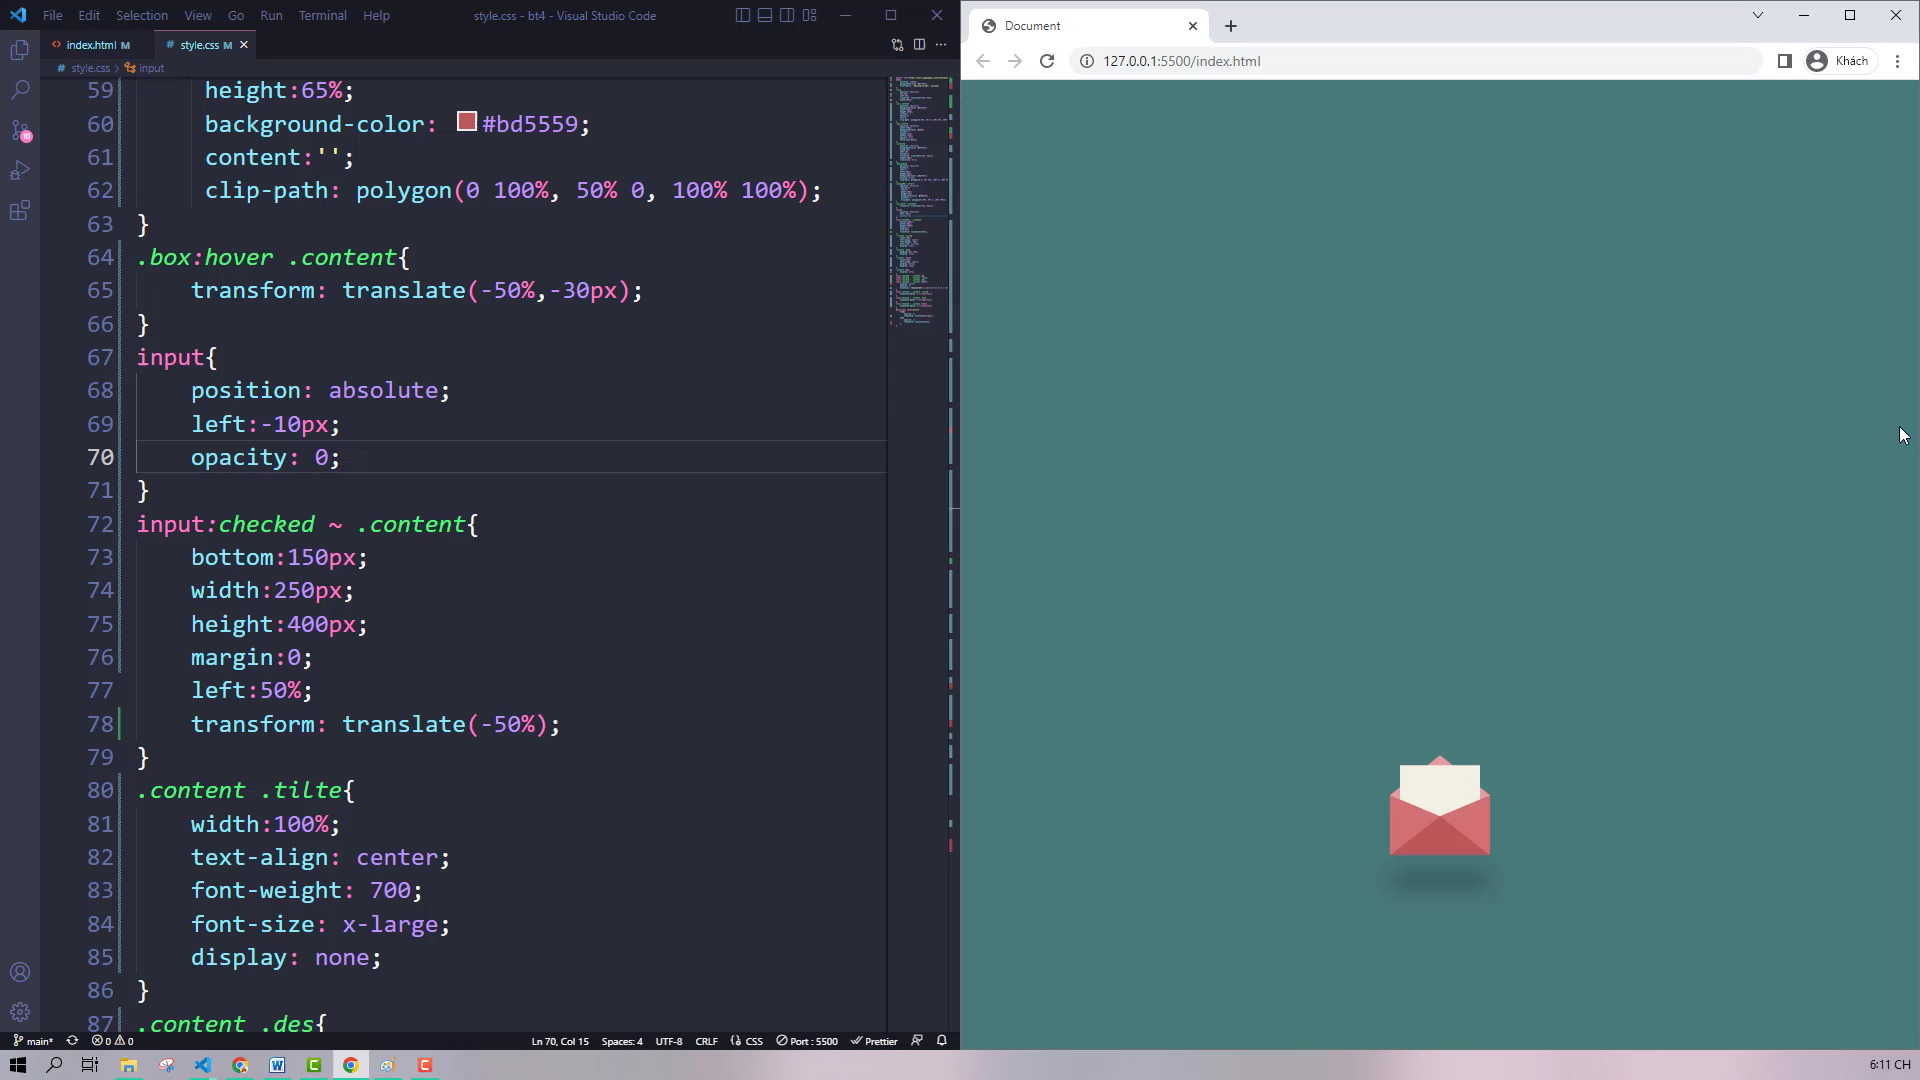 File Edit Selection View Go Run Terminal Help
style.css - bt4 - Visual Studio Code
index.html M
style.css M
style.css > input
59 height:65%;
60 background-color: #bd5559;
61 content:'';
62 clip-path: polygon(0 100%, 50% 0, 100% 100%);
63 }
64 .box:hover .content{
65 transform: translate(-50%,-30px);
66 }
67 input{
68 position: absolute;
69 left:-10px;
70 opacity: 0;
71 }
72 input:checked ~ .content{
73 bottom:150px;
74 width:250px;
75 height:400px;
76 margin:0;
77 left:50%;
78 transform: translate(-50%);
79 }
80 .content .tilte{
81 width:100%;
82 text-align: center;
83 font-weight: 700;
84 font-size: x-large;
85 display: none;
86 }
87 .content .des{
main* 0 0 Ln 70, Col 15 Spaces: 4 UTF-8 CRLF CSS Port : 5500 Prettier
Document
127.0.0.1:5500/index.html
Khách
6:11 CH